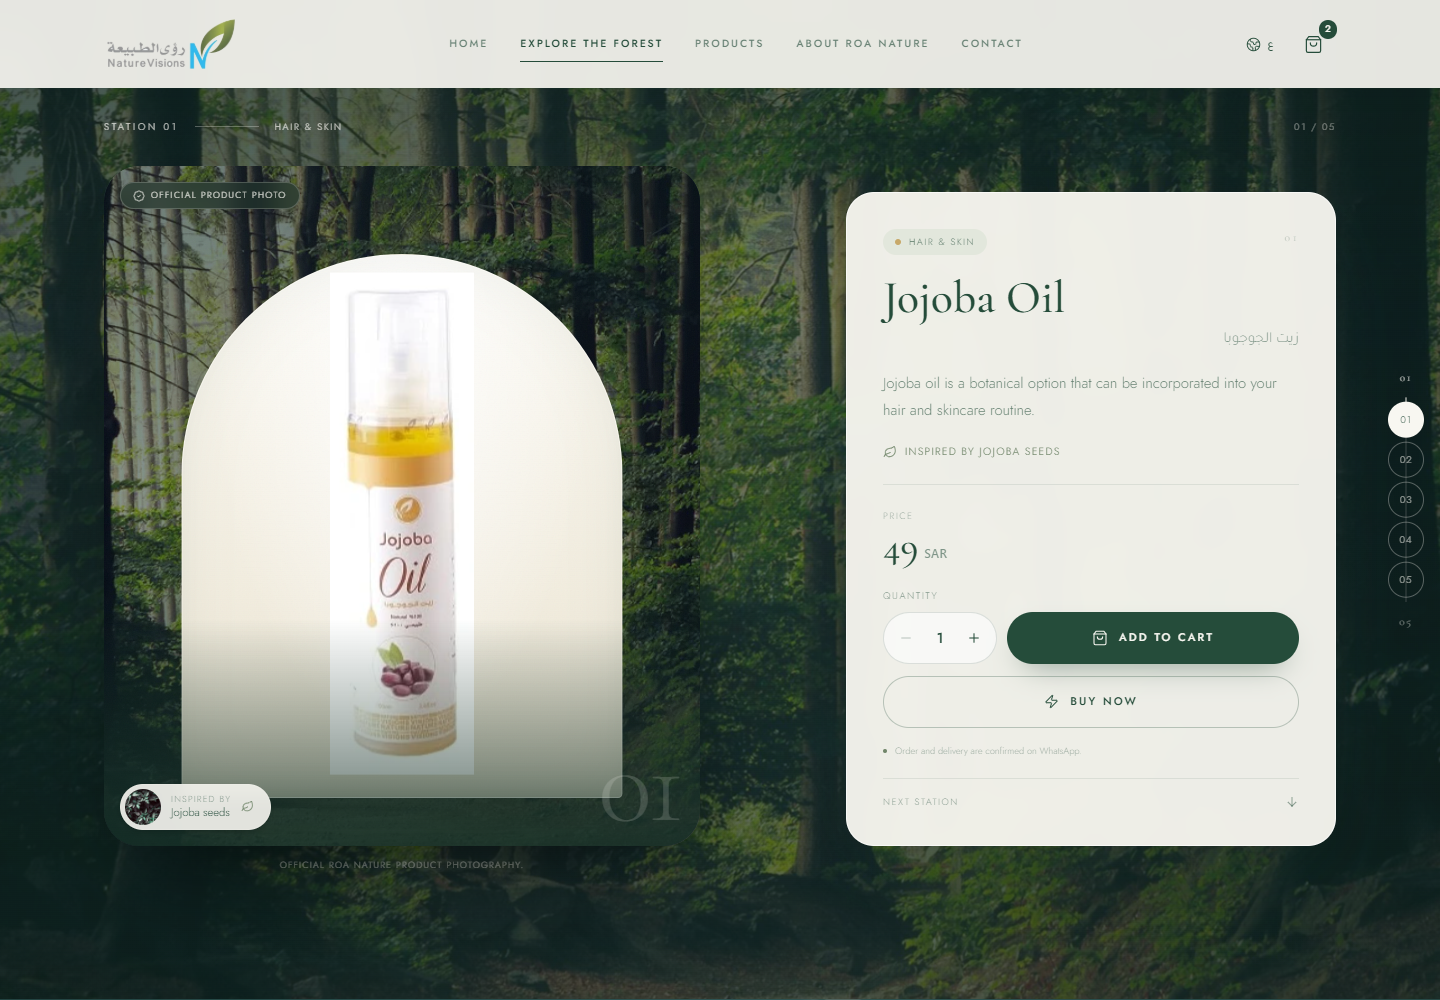 رؤى الطبيعة
NatureVisions
HOME
EXPLORE THE FOREST
PRODUCTS
ABOUT ROA NATURE
CONTACT
ع
2
STATION 01
HAIR & SKIN
01 / 05
OFFICIAL PRODUCT PHOTO
Jojoba
Oil
زيت الجوجوبا
INSPIRED BY
Jojoba seeds
01
OFFICIAL ROA NATURE PRODUCT PHOTOGRAPHY.
HAIR & SKIN
01
Jojoba Oil
زيت الجوجوبا
Jojoba oil is a botanical option that can be incorporated into your
hair and skincare routine.
INSPIRED BY JOJOBA SEEDS
PRICE
49 SAR
QUANTITY
1
ADD TO CART
BUY NOW
Order and delivery are confirmed on WhatsApp.
NEXT STATION
01
01
02
03
04
05
05